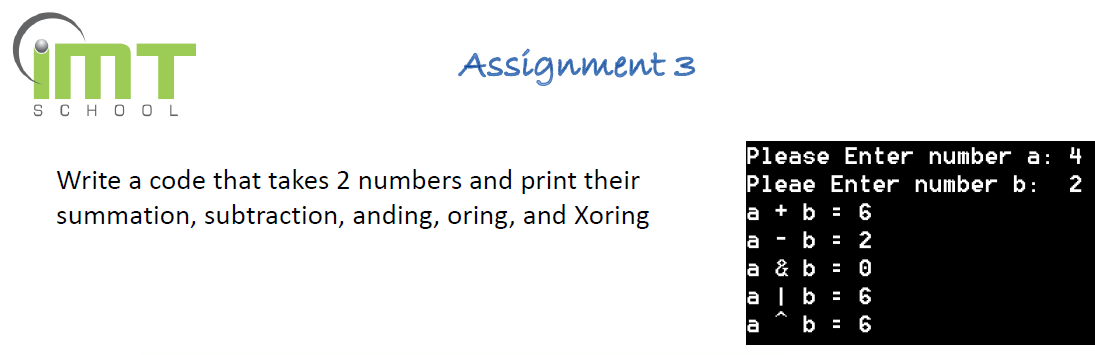 imT
SCHOOL
Assignment 3
Write a code that takes 2 numbers and print their
summation, subtraction, anding, oring, and Xoring
Please Enter number a: 4
Pleae Enter number b:  2
a + b = 6
a - b = 2
a & b = 0
a | b = 6
a ^ b = 6